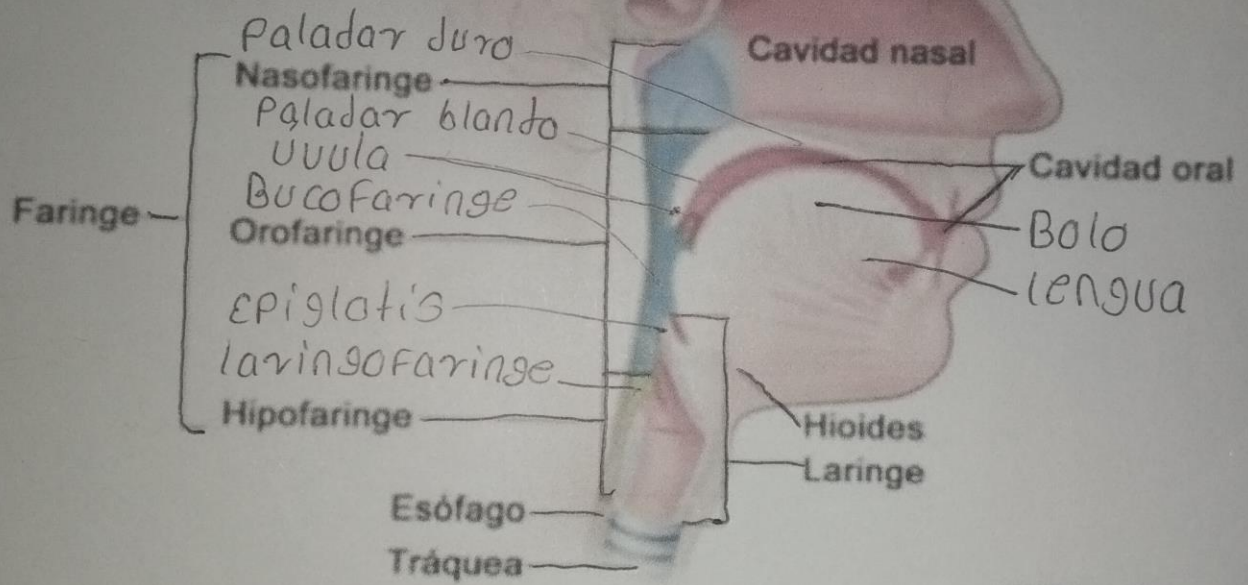 Paladar duro
Cavidad nasal
Nasofaringe
Paladar blando
Uvula
Cavidad oral
Bucofaringe
Faringe
Orofaringe
Bolo
lengua
Epiglotis
laringofaringe
Hipofaringe
Hioides
Laringe
Esófago
Tráquea